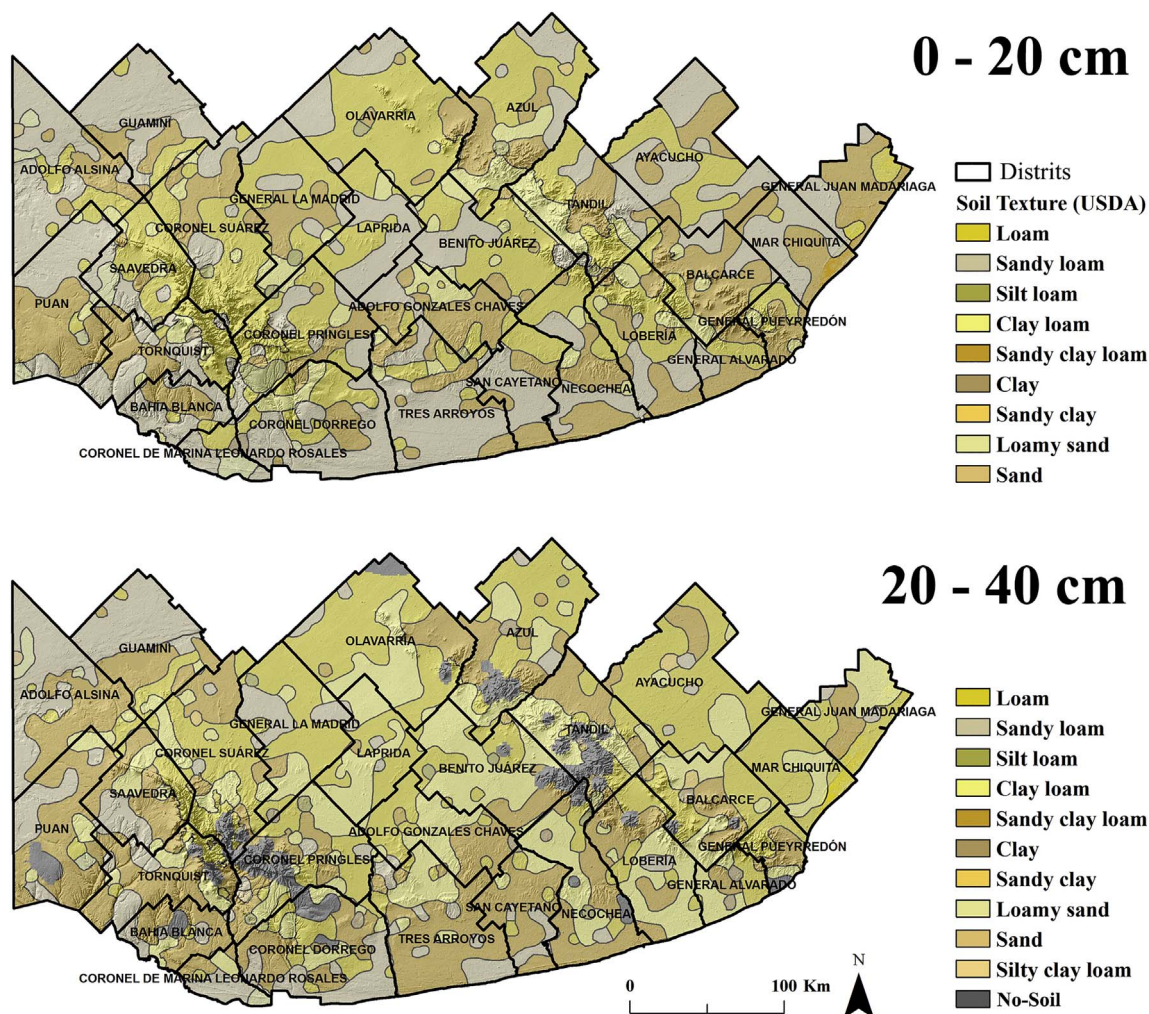 0 - 20 cm
AZUL
OLAVARRÍA
GUAMINÍ
AYACUCHO
ADOLFO ALSINA
GENERAL JUAN MADARIAGA
GENERAL LA MADRID
TANDIL
CORONEL SUÁREZ
LAPRIDA
BENITO JUÁREZ
MAR CHIQUITA
SAAVEDRA
BALCARCE
PUAN
ADOLFO GONZALES CHAVES
GENERAL PUEYRREDÓN
CORONEL PRINGLES
LOBERÍA
TORNQUIST
GENERAL ALVARADO
SAN CAYETANO
NECOCHEA
BAHÍA BLANCA
TRES ARROYOS
CORONEL DORREGO
CORONEL DE MARINA LEONARDO ROSALES
Distrits
Soil Texture (USDA)
Loam
Sandy loam
Silt loam
Clay loam
Sandy clay loam
Clay
Sandy clay
Loamy sand
Sand
20 - 40 cm
AZUL
OLAVARRÍA
GUAMINÍ
AYACUCHO
ADOLFO ALSINA
GENERAL JUAN MADARIAGA
GENERAL LA MADRID
TANDIL
CORONEL SUÁREZ
LAPRIDA
BENITO JUÁREZ
MAR CHIQUITA
SAAVEDRA
BALCARCE
PUAN
ADOLFO GONZALES CHAVES
GENERAL PUEYRREDÓN
CORONEL PRINGLES
LOBERÍA
TORNQUIST
GENERAL ALVARADO
SAN CAYETANO
NECOCHEA
BAHÍA BLANCA
TRES ARROYOS
CORONEL DORREGO
CORONEL DE MARINA LEONARDO ROSALES
Loam
Sandy loam
Silt loam
Clay loam
Sandy clay loam
Clay
Sandy clay
Loamy sand
Sand
Silty clay loam
No-Soil
0 100 Km
N